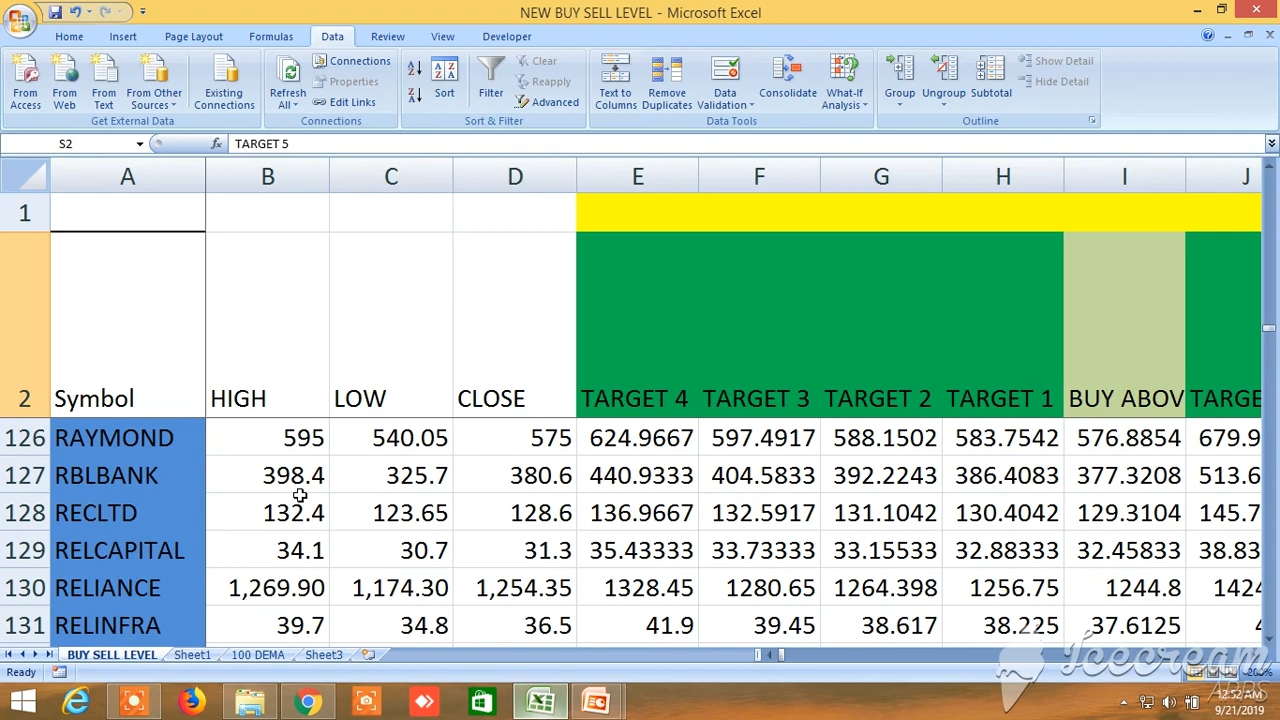 NEW BUY SELL LEVEL - Microsoft Excel
Home Insert Page Layout Formulas Data Review View Developer
From Access
From Web
From Text
From Other Sources
Existing Connections
Get External Data
Refresh All
Connections
Properties
Edit Links
Connections
Sort
Filter
Clear
Reapply
Advanced
Sort & Filter
Text to Columns
Remove Duplicates
Data Validation
Consolidate
What-If Analysis
Data Tools
Group
Ungroup
Subtotal
Show Detail
Hide Detail
Outline
S2 fx TARGET 5
A B C D E F G H I J
1
2 Symbol HIGH LOW CLOSE TARGET 4 TARGET 3 TARGET 2 TARGET 1 BUY ABOV TARGE
126 RAYMOND 595 540.05 575 624.9667 597.4917 588.1502 583.7542 576.8854 679.9
127 RBLBANK 398.4 325.7 380.6 440.9333 404.5833 392.2243 386.4083 377.3208 513.6
128 RECLTD 132.4 123.65 128.6 136.9667 132.5917 131.1042 130.4042 129.3104 145.7
129 RELCAPITAL 34.1 30.7 31.3 35.43333 33.73333 33.15533 32.88333 32.45833 38.83
130 RELIANCE 1,269.90 1,174.30 1,254.35 1328.45 1280.65 1264.398 1256.75 1244.8 1424
131 RELINFRA 39.7 34.8 36.5 41.9 39.45 38.617 38.225 37.6125
BUY SELL LEVEL Sheet1 100 DEMA Sheet3
Ready 200%
Icecream
APPS
12:52 AM
9/21/2019